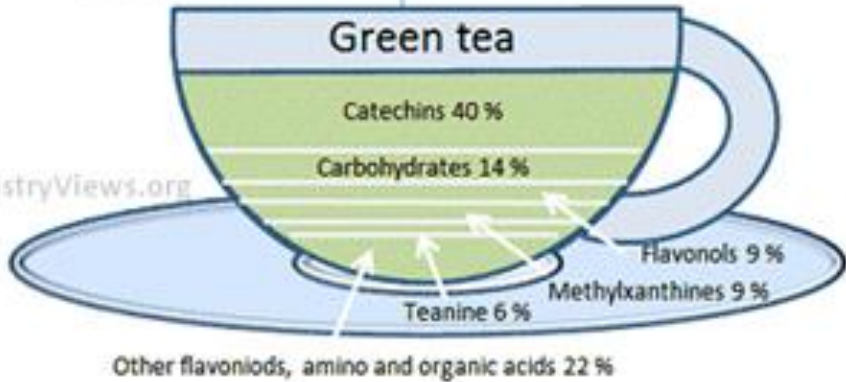 Green tea
Catechins 40 %
Carbohydrates 14 %
stryViews.org
Flavonols 9 %
Methylxanthines 9 %
Teanine 6 %
Other flavoniods, amino and organic acids 22 %